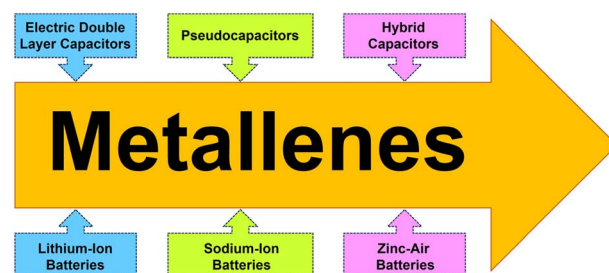 Electric Double
Layer Capacitors
Pseudocapacitors
Hybrid
Capacitors
Metallenes
Lithium-Ion
Batteries
Sodium-Ion
Batteries
Zinc-Air
Batteries